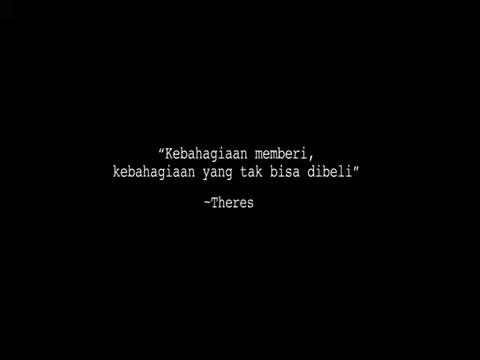 “Kebahagiaan memberi,
kebahagiaan yang tak bisa dibeli”
~Theres